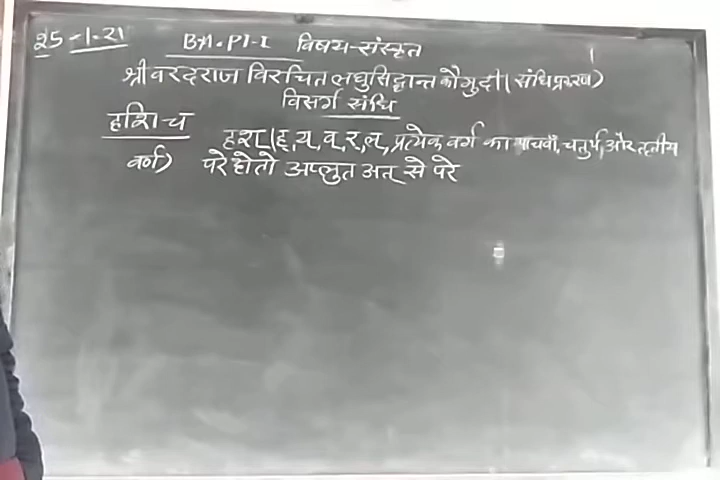 25-1-21 B.A. Pt-I विषय-संस्कृत
श्री वरदराज विरचित लघुसिद्धान्त कौमुदी (संधि प्रकरण)
विसर्ग संधि
हशि च हश् (ह, य, व, र, ल, प्रत्येक वर्ग का पाचवाँ, चतुर्थ, और तृतीय
वर्ण) परे हो तो अप्लुत अत् से परे